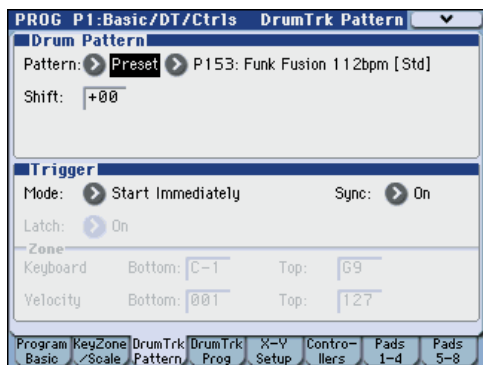 PROG P1:Basic/DT/Ctrls DrumTrk Pattern
Drum Pattern
Pattern: Preset P153: Funk Fusion 112bpm [Std]
Shift: +00
Trigger
Mode: Start Immediately Sync: On
Latch: On
Zone
Keyboard Bottom: C-1 Top: G9
Velocity Bottom: 001 Top: 127
Program Basic KeyZone /Scale DrumTrk Pattern DrumTrk Prog X-Y Setup Contro- llers Pads 1-4 Pads 5-8